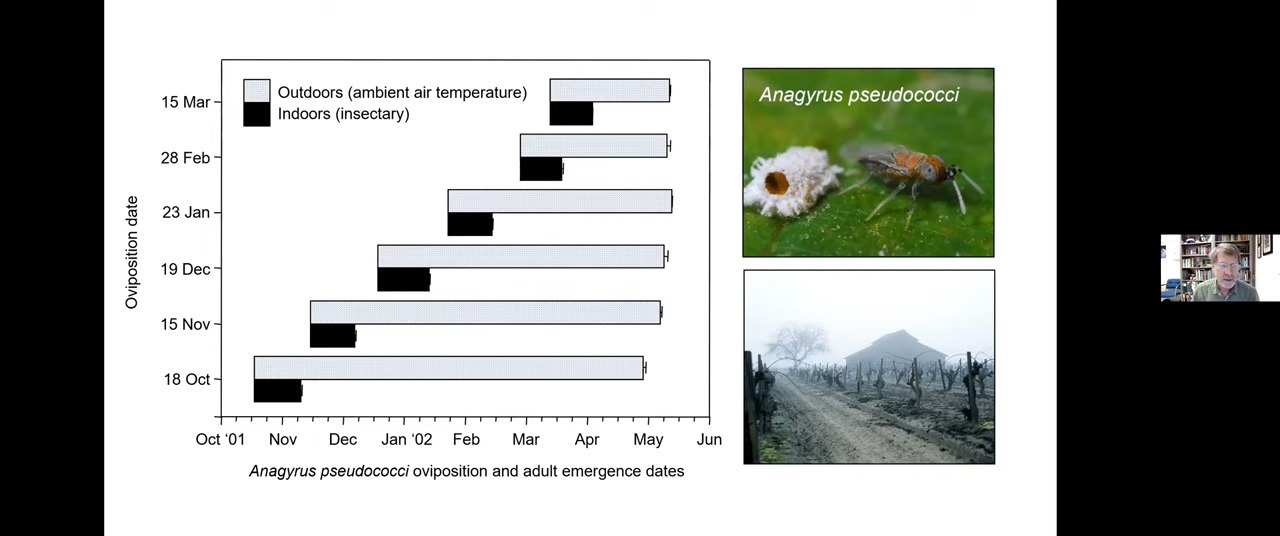 Outdoors (ambient air temperature)
Indoors (insectary)
Oviposition date
15 Mar
28 Feb
23 Jan
19 Dec
15 Nov
18 Oct
Oct ‘01 Nov Dec Jan ‘02 Feb Mar Apr May Jun
Anagyrus pseudococci oviposition and adult emergence dates
Anagyrus pseudococci